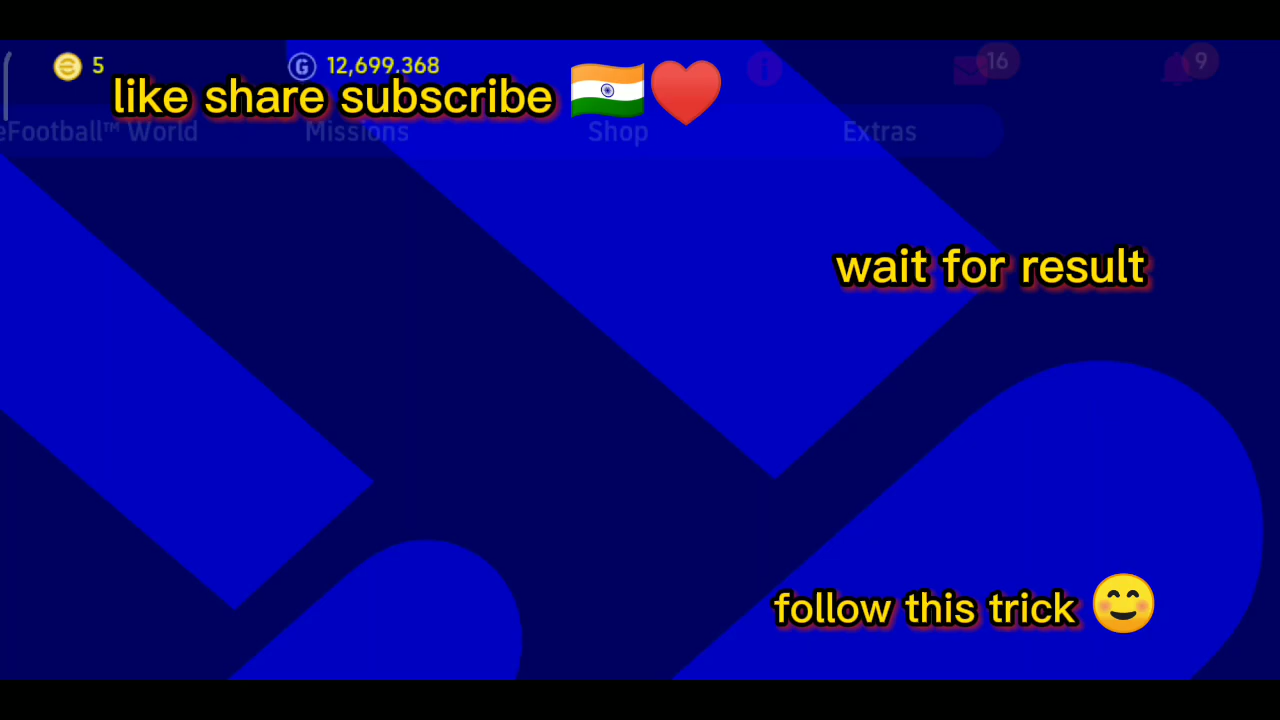 5 12,699.368 16 9
like share subscribe
eFootball™ World Missions Shop Extras
wait for result
follow this trick